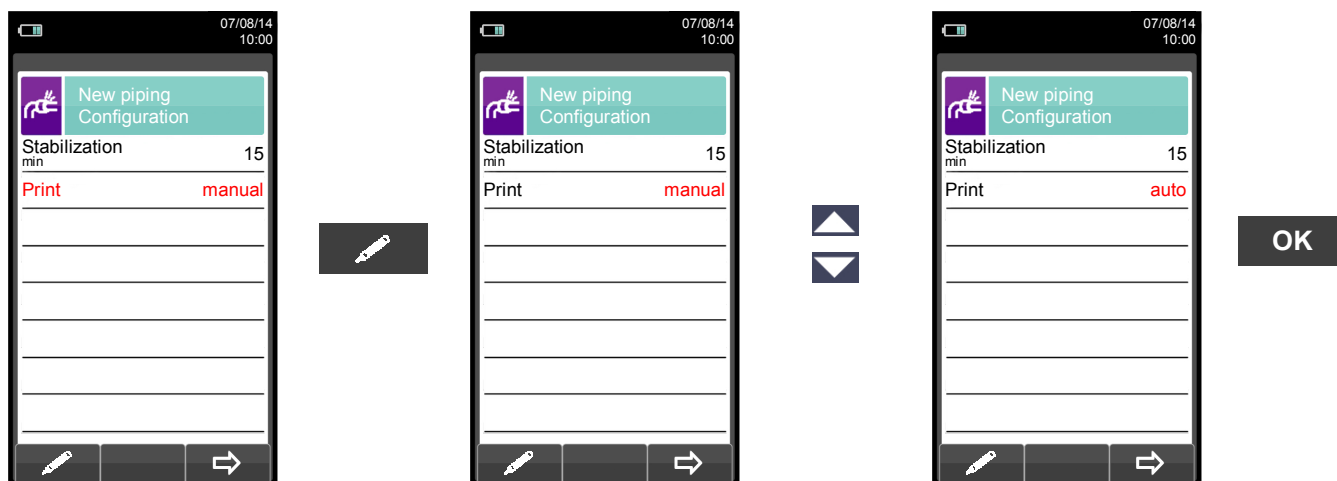 07/08/14
10:00
New piping
Configuration
Stabilization
min
15
Print manual
07/08/14
10:00
New piping
Configuration
Stabilization
min
15
Print manual
07/08/14
10:00
New piping
Configuration
Stabilization
min
15
Print auto
OK